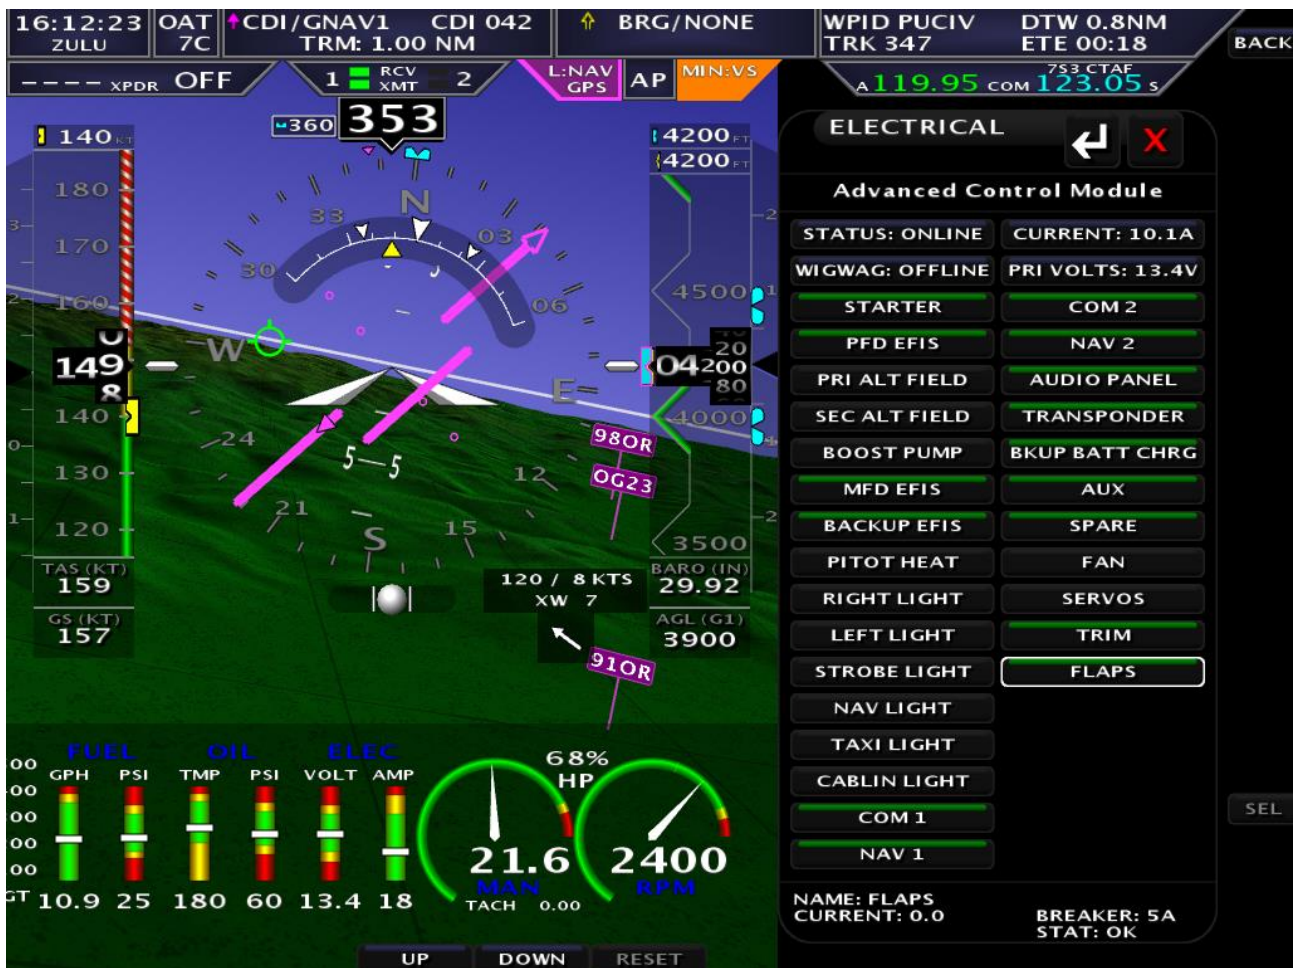 16:12:23
ZULU
OAT
7C
CDI/GNAV1 CDI 042
TRM: 1.00 NM
BRG/NONE
WPID PUCIV DTW 0.8NM
TRK 347 ETE 00:18
BACK
---- XPDR OFF
1 RCV XMT 2
L:NAV
GPS
AP
MIN:VS
7S3 CTAF
A 119.95 COM 123.05 S
360
353
140 KT
4200 FT
4200 FT
180
170
160
149
8
140
130
120
TAS (KT)
159
GS (KT)
157
33
N
03
30
06
W
E
24
12
21
S
15
5
5
4500
20
04200
80
4000
3500
98OR
OG23
91OR
120 / 8 KTS
XW 7
BARO (IN)
29.92
AGL (G1)
3900
FUEL OIL ELEC
GPH PSI TMP PSI VOLT AMP
10.9 25 180 60 13.4 18
68%
HP
21.6
MAN
TACH 0.00
2400
RPM
UP DOWN RESET
ELECTRICAL
X
Advanced Control Module
STATUS: ONLINE CURRENT: 10.1A
WIGWAG: OFFLINE PRI VOLTS: 13.4V
STARTER COM 2
PFD EFIS NAV 2
PRI ALT FIELD AUDIO PANEL
SEC ALT FIELD TRANSPONDER
BOOST PUMP BKUP BATT CHRG
MFD EFIS AUX
BACKUP EFIS SPARE
PITOT HEAT FAN
RIGHT LIGHT SERVOS
LEFT LIGHT TRIM
STROBE LIGHT FLAPS
NAV LIGHT
TAXI LIGHT
CABLIN LIGHT
COM 1
NAV 1
SEL
NAME: FLAPS
CURRENT: 0.0 BREAKER: 5A
STAT: OK